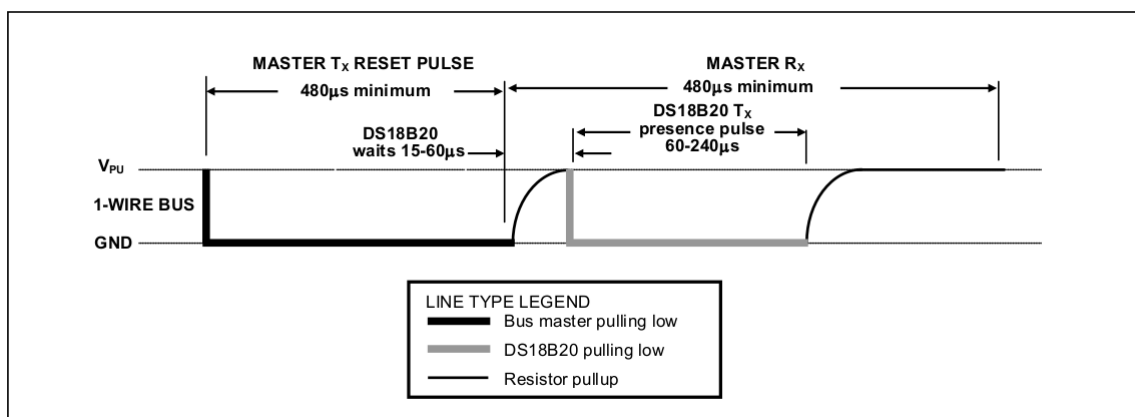 MASTER TX RESET PULSE
480µs minimum
MASTER RX
480µs minimum
DS18B20
waits 15-60µs
DS18B20 TX
presence pulse
60-240µs
VPU
1-WIRE BUS
GND
LINE TYPE LEGEND
Bus master pulling low
DS18B20 pulling low
Resistor pullup